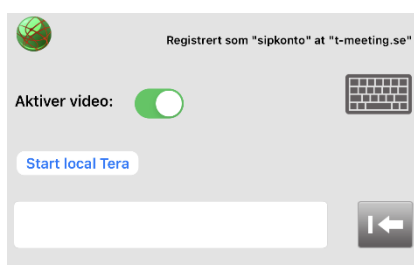 Registrert som "sipkonto" at "t-meeting.se"
Aktiver video:
Start local Tera